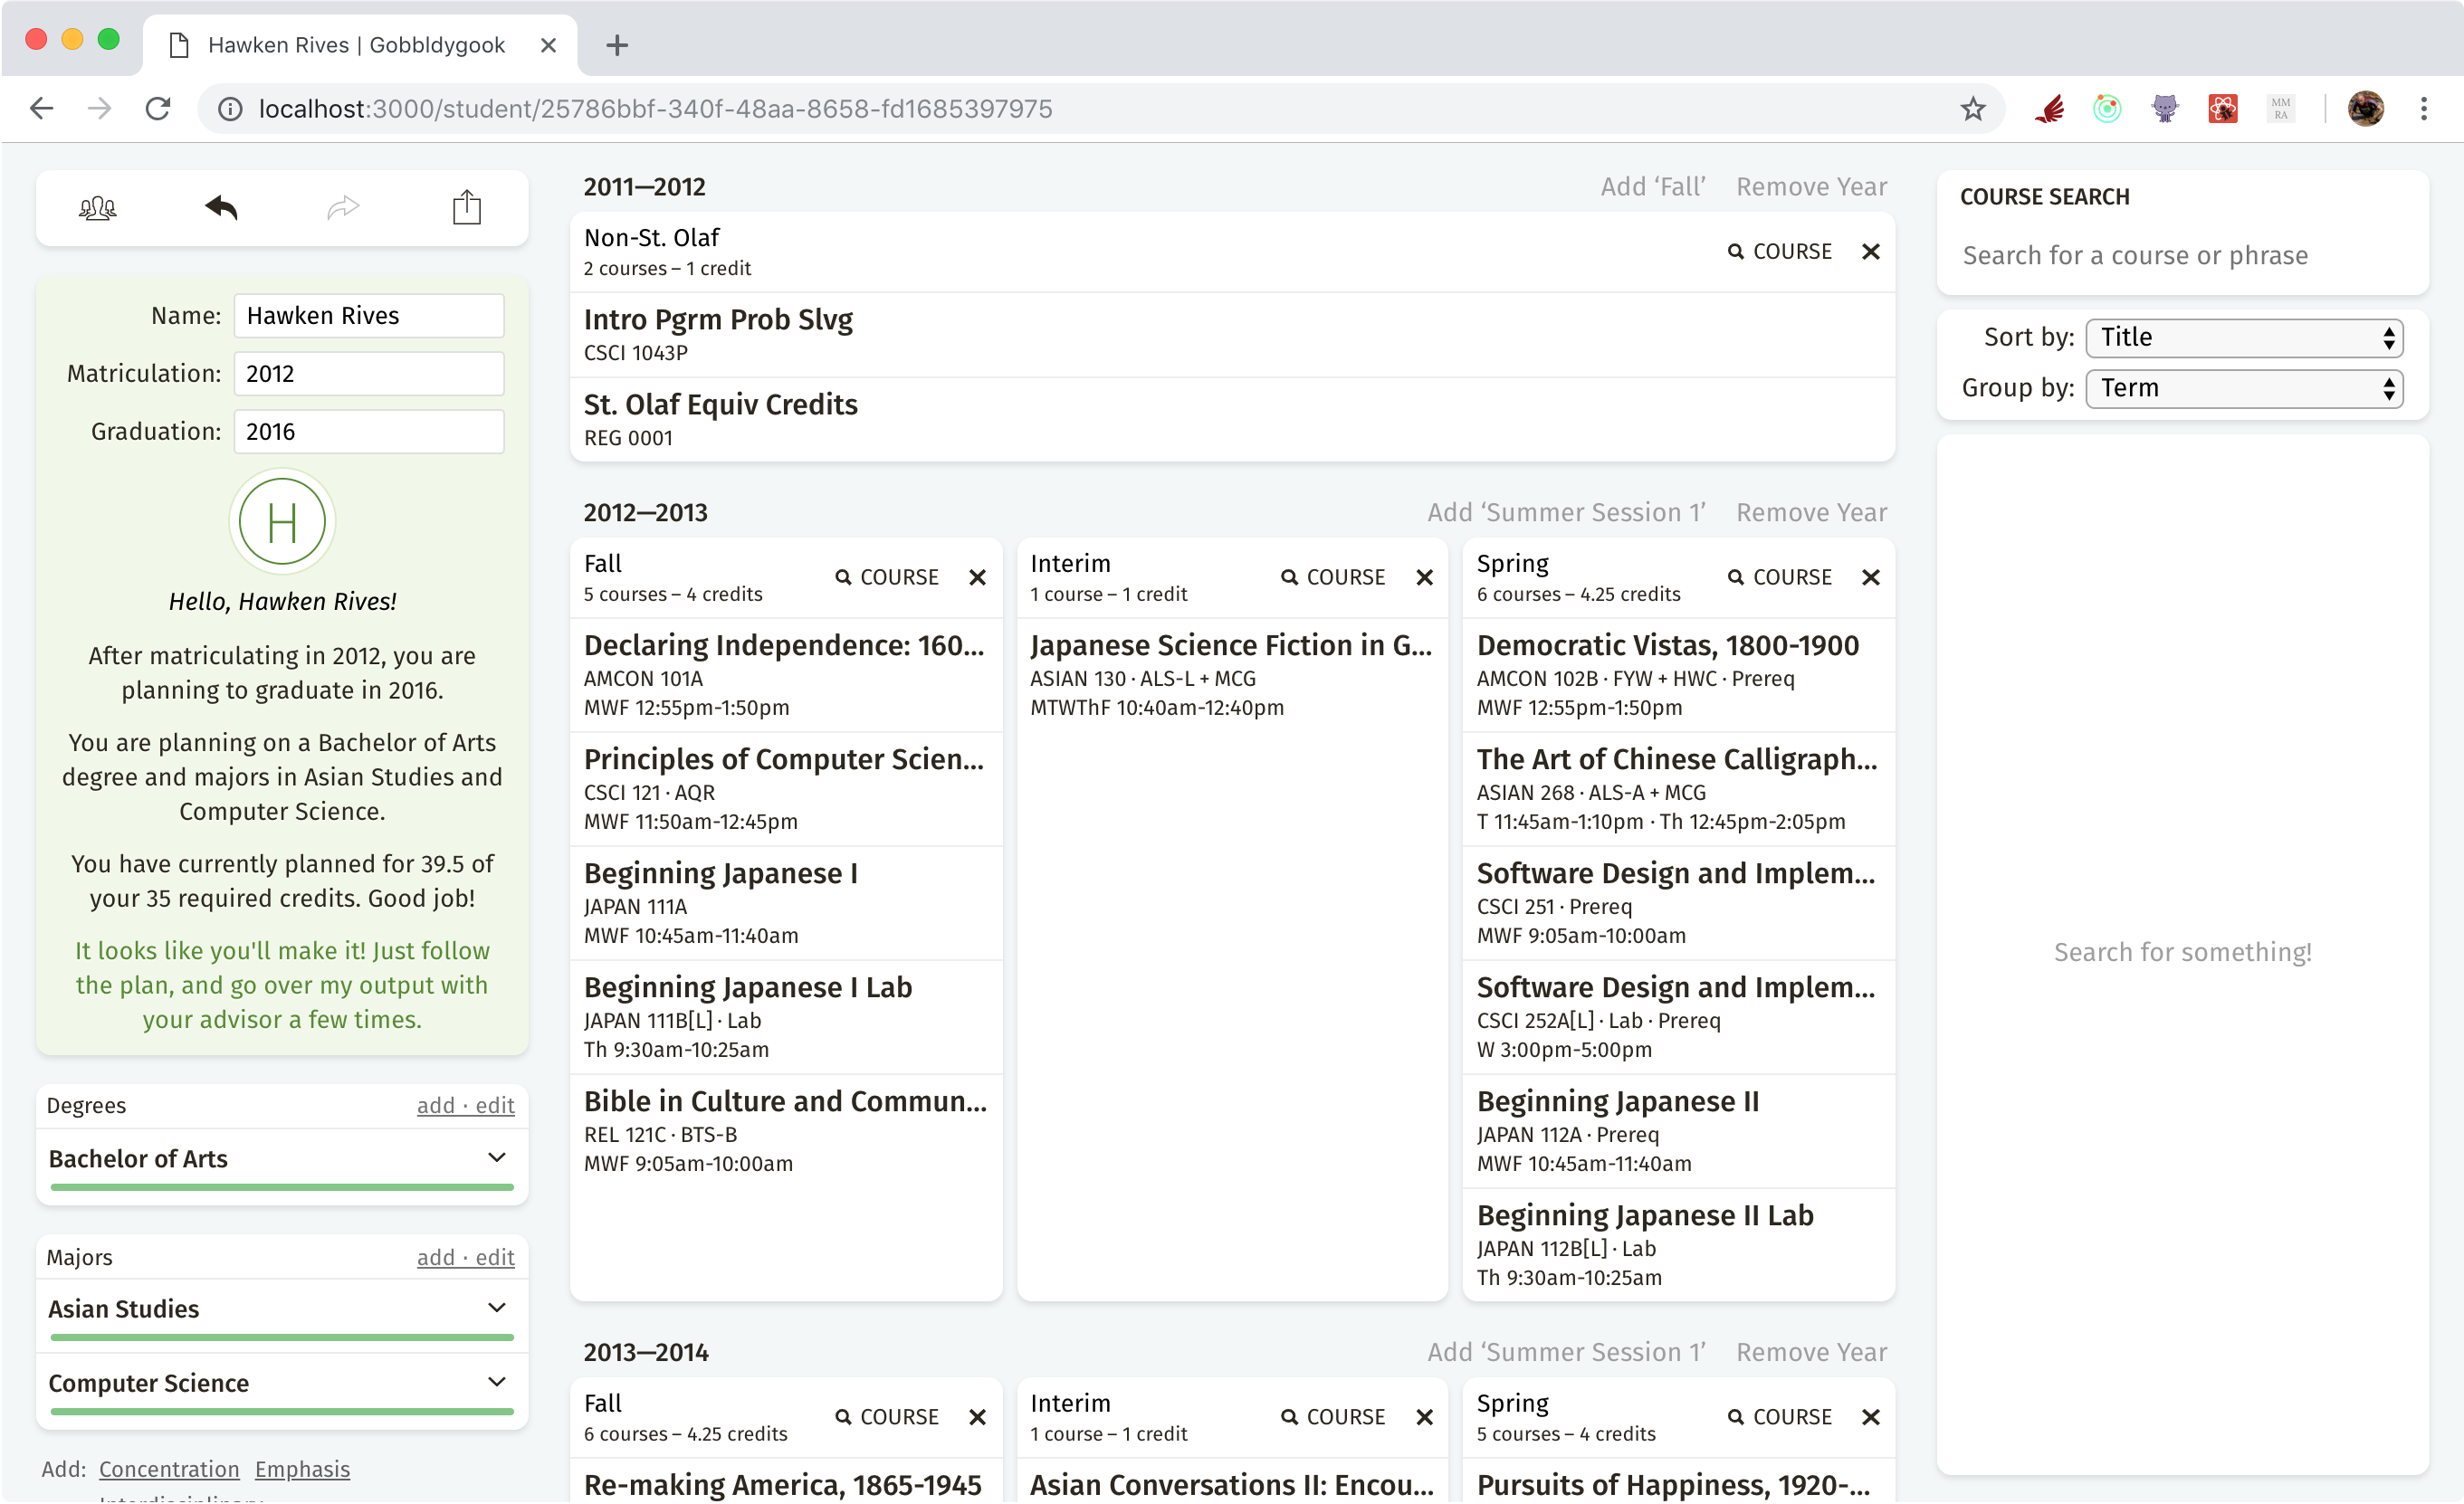 Hawken Rives | Gobbldygook
localhost:3000/student/25786bbf-340f-48aa-8658-fd1685397975
MM
RA
Name: Hawken Rives
Matriculation: 2012
Graduation: 2016
H
Hello, Hawken Rives!
After matriculating in 2012, you are
planning to graduate in 2016.
You are planning on a Bachelor of Arts
degree and majors in Asian Studies and
Computer Science.
You have currently planned for 39.5 of
your 35 required credits. Good job!
It looks like you'll make it! Just follow
the plan, and go over my output with
your advisor a few times.
Degrees add · edit
Bachelor of Arts
Majors add · edit
Asian Studies
Computer Science
Add: Concentration Emphasis
2011—2012 Add ‘Fall’ Remove Year
Non-St. Olaf COURSE
2 courses – 1 credit
Intro Pgrm Prob Slvg
CSCI 1043P
St. Olaf Equiv Credits
REG 0001
2012—2013 Add ‘Summer Session 1’ Remove Year
Fall COURSE
5 courses – 4 credits
Declaring Independence: 160...
AMCON 101A
MWF 12:55pm-1:50pm
Principles of Computer Scien...
CSCI 121 · AQR
MWF 11:50am-12:45pm
Beginning Japanese I
JAPAN 111A
MWF 10:45am-11:40am
Beginning Japanese I Lab
JAPAN 111B[L] · Lab
Th 9:30am-10:25am
Bible in Culture and Commun...
REL 121C · BTS-B
MWF 9:05am-10:00am
Interim COURSE
1 course – 1 credit
Japanese Science Fiction in G...
ASIAN 130 · ALS-L + MCG
MTWThF 10:40am-12:40pm
Spring COURSE
6 courses – 4.25 credits
Democratic Vistas, 1800-1900
AMCON 102B · FYW + HWC · Prereq
MWF 12:55pm-1:50pm
The Art of Chinese Calligraph...
ASIAN 268 · ALS-A + MCG
T 11:45am-1:10pm · Th 12:45pm-2:05pm
Software Design and Implem...
CSCI 251 · Prereq
MWF 9:05am-10:00am
Software Design and Implem...
CSCI 252A[L] · Lab · Prereq
W 3:00pm-5:00pm
Beginning Japanese II
JAPAN 112A · Prereq
MWF 10:45am-11:40am
Beginning Japanese II Lab
JAPAN 112B[L] · Lab
Th 9:30am-10:25am
2013—2014 Add ‘Summer Session 1’ Remove Year
Fall COURSE
6 courses – 4.25 credits
Re-making America, 1865-1945
Interim COURSE
1 course – 1 credit
Asian Conversations II: Encou...
Spring COURSE
5 courses – 4 credits
Pursuits of Happiness, 1920-...
COURSE SEARCH
Search for a course or phrase
Sort by: Title
Group by: Term
Search for something!